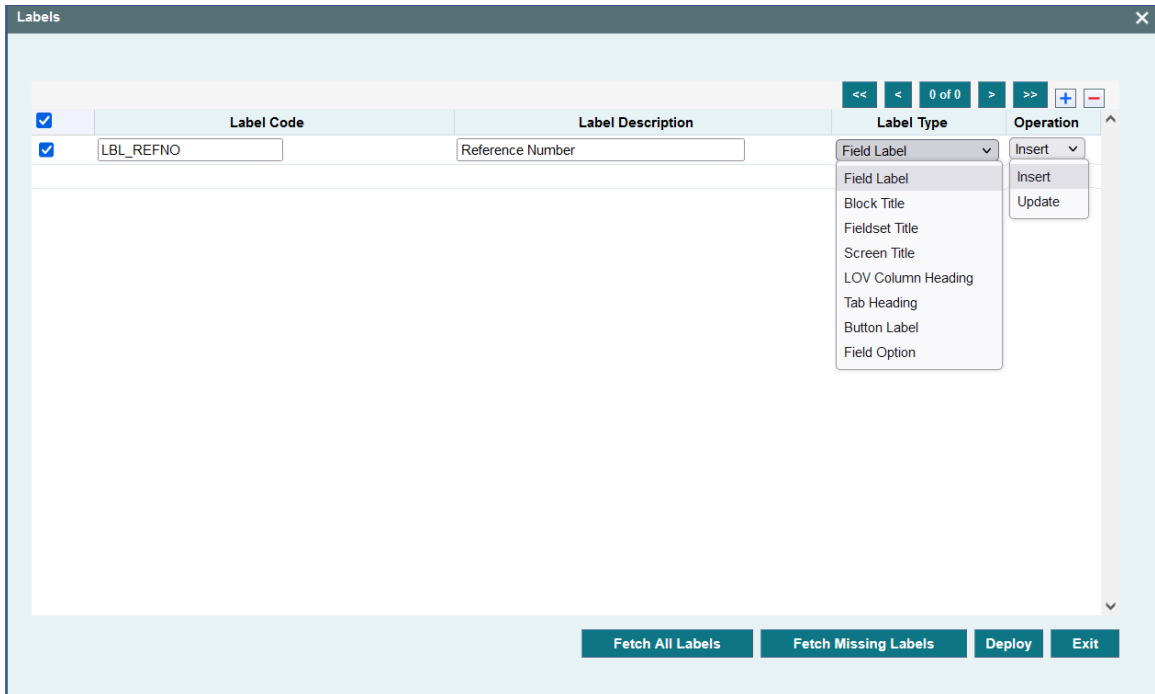 Labels
<< < 0 of 0 > >>
Label Code Label Description Label Type Operation
LBL_REFNO Reference Number Field Label Insert
Field Label Insert
Block Title Update
Fieldset Title
Screen Title
LOV Column Heading
Tab Heading
Button Label
Field Option
Fetch All Labels Fetch Missing Labels Deploy Exit